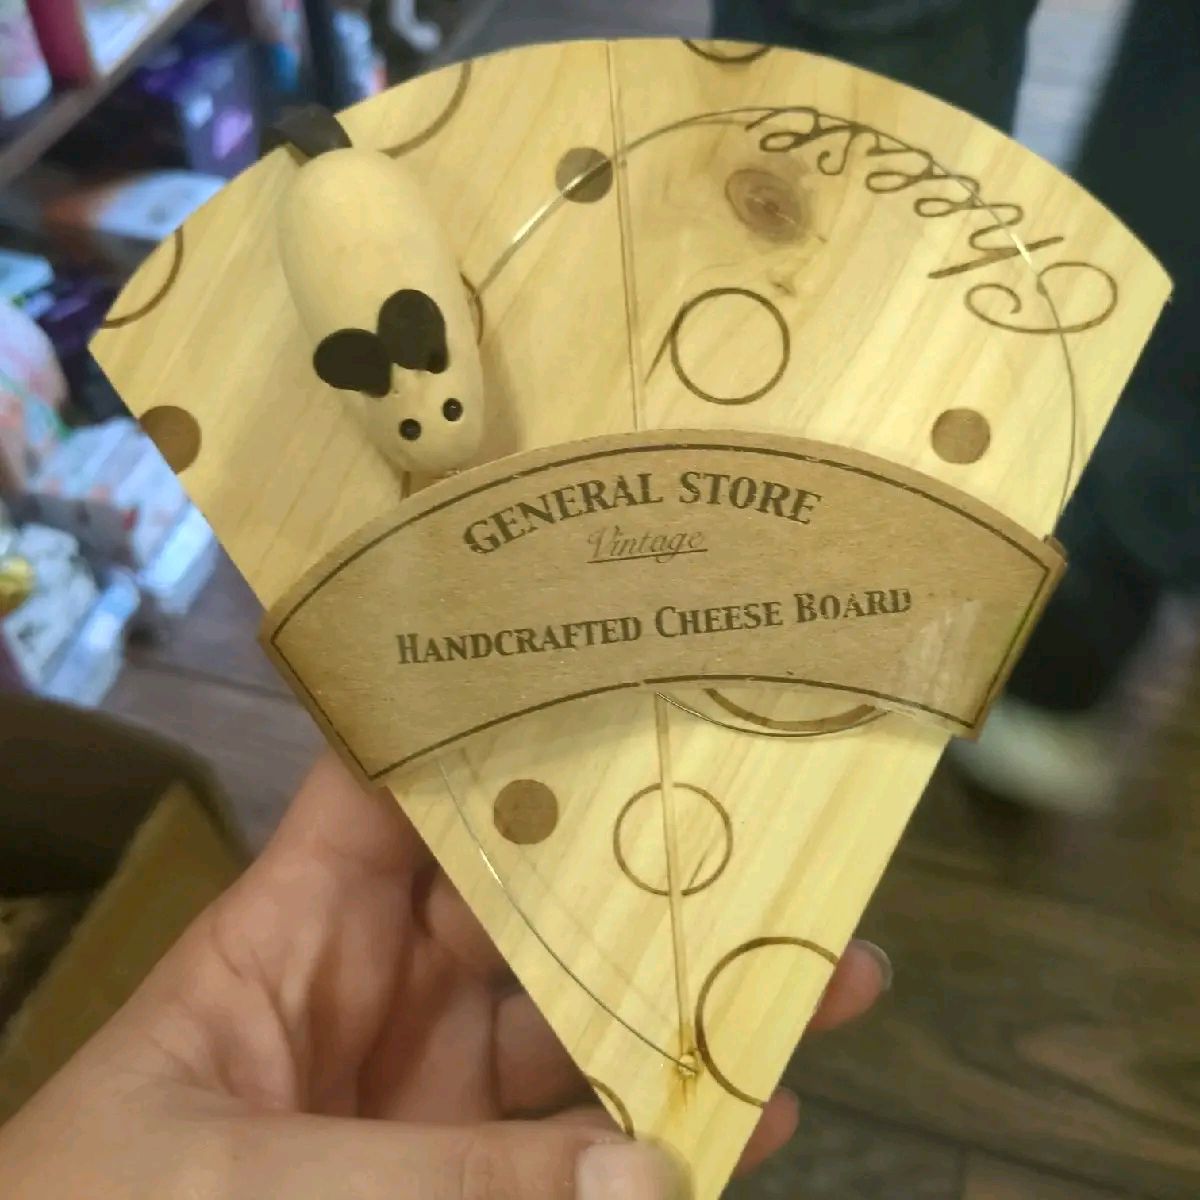 Cheese
GENERAL STORE
Vintage
HANDCRAFTED CHEESE BOARD